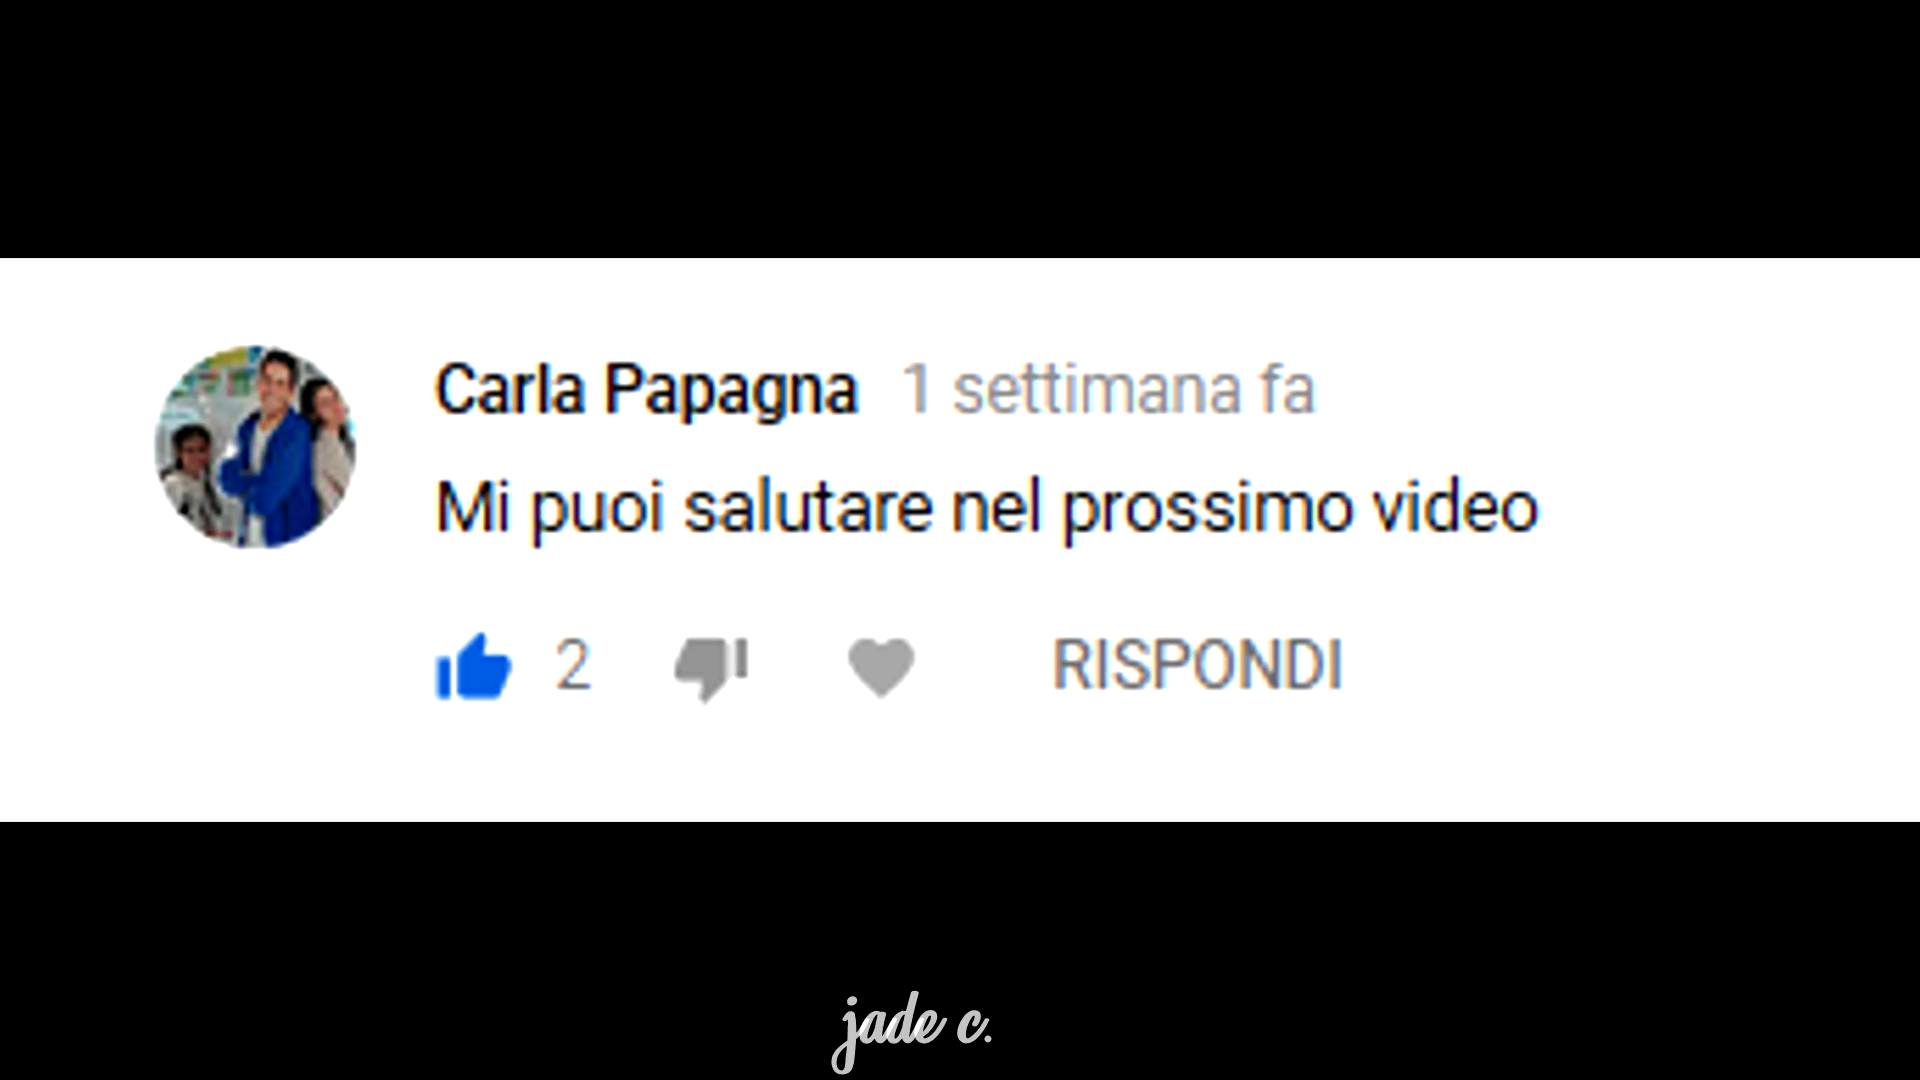 Carla Papagna 1 settimana fa
Mi puoi salutare nel prossimo video
2 RISPONDI
jade c.